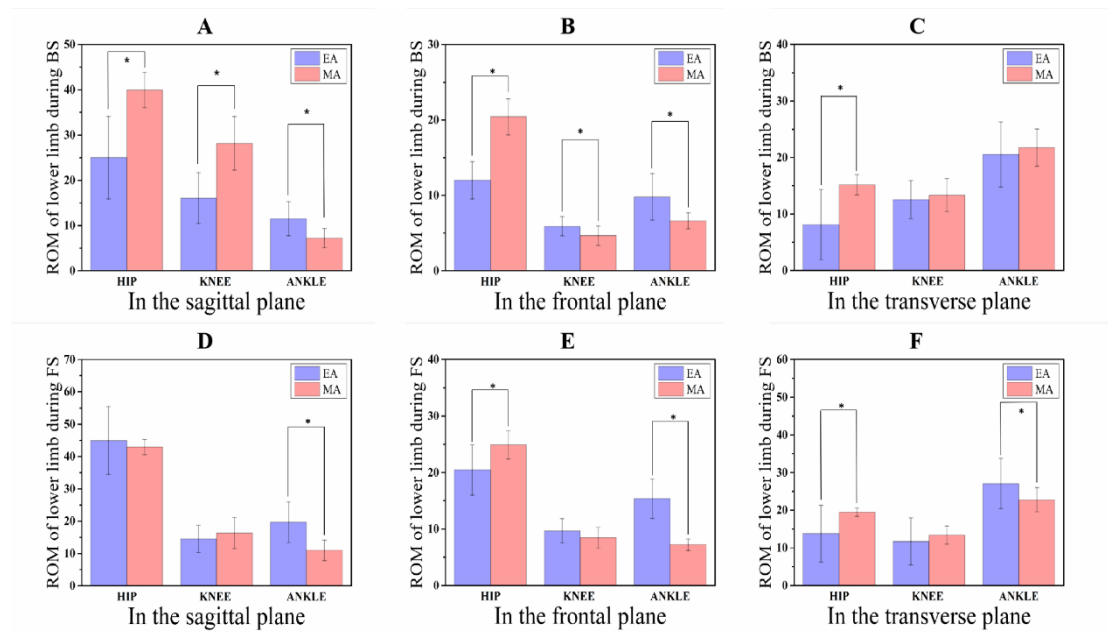 A
ROM of lower limb during BS
50
40
30
20
10
0
EA
MA
*
*
*
HIP KNEE ANKLE
In the sagittal plane
B
ROM of lower limb during BS
30
20
10
0
EA
MA
*
*
*
HIP KNEE ANKLE
In the frontal plane
C
ROM of lower limb during BS
40
30
20
10
0
EA
MA
*
HIP KNEE ANKLE
In the transverse plane
D
ROM of lower limb during FS
70
60
50
40
30
20
10
0
EA
MA
*
HIP KNEE ANKLE
In the sagittal plane
E
ROM of lower limb during FS
40
30
20
10
0
EA
MA
*
*
HIP KNEE ANKLE
In the frontal plane
F
ROM of lower limb during FS
60
50
40
30
20
10
0
EA
MA
*
*
HIP KNEE ANKLE
In the transverse plane